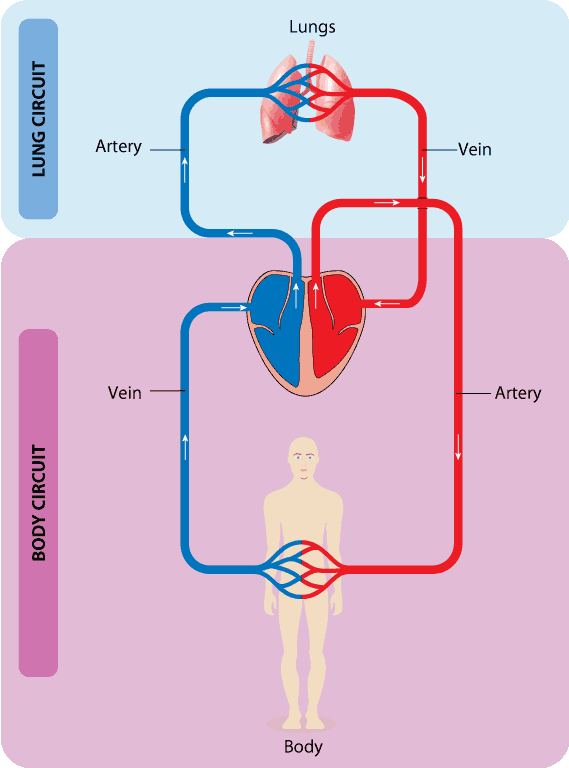 Lungs
LUNG CIRCUIT
Artery
Vein
Vein
Artery
BODY CIRCUIT
Body